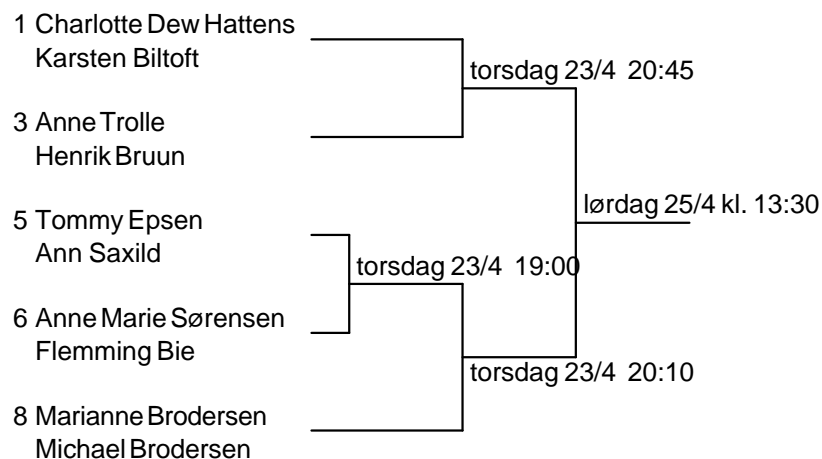 1 Charlotte Dew Hattens
Karsten Biltoft
torsdag 23/4 20:45
3 Anne Trolle
Henrik Bruun
lørdag 25/4 kl. 13:30
5 Tommy Epsen
Ann Saxild
torsdag 23/4 19:00
6 Anne Marie Sørensen
Flemming Bie
torsdag 23/4 20:10
8 Marianne Brodersen
Michael Brodersen